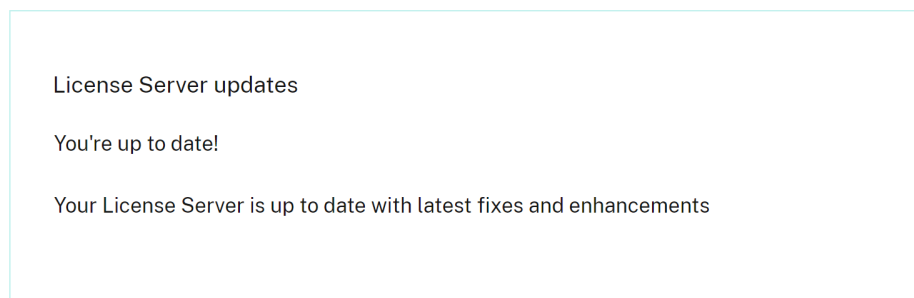 License Server updates
You're up to date!
Your License Server is up to date with latest fixes and enhancements